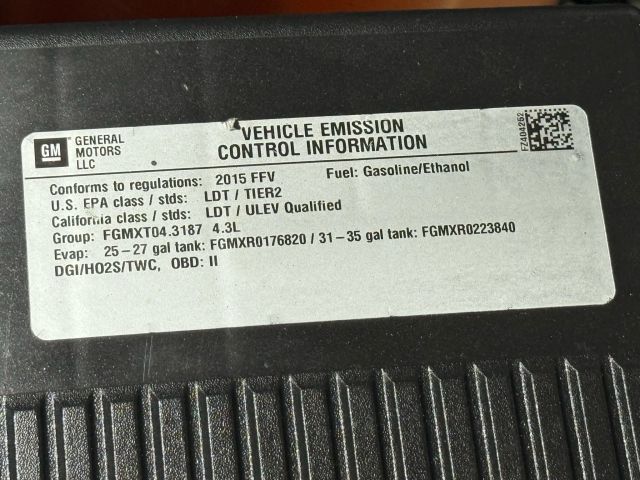 GM
GENERAL
MOTORS
LLC
VEHICLE EMISSION
CONTROL INFORMATION
FZ404252
Conforms to regulations: 2015 FFV Fuel: Gasoline/Ethanol
U.S. EPA class / stds: LDT / TIER2
California class / stds: LDT / ULEV Qualified
Group: FGMXT04.3187 4.3L
Evap: 25-27 gal tank: FGMXR0176820 / 31-35 gal tank: FGMXR0223840
DGI/HO2S/TWC, OBD: II